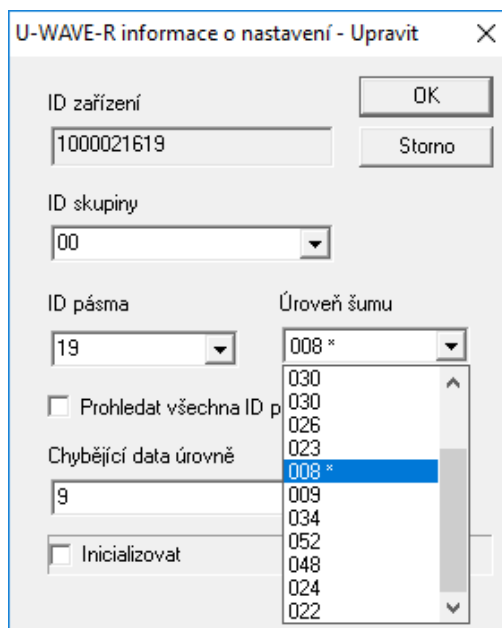 U-WAVE-R informace o nastavení - Upravit
ID zařízení
OK
1000021619
Storno
ID skupiny
00
ID pásma
Úroveň šumu
19
008 *
030
030
026
023
008 *
009
034
052
048
024
022
Prohledat všechna ID p
Chybějící data úrovně
9
Inicializovat